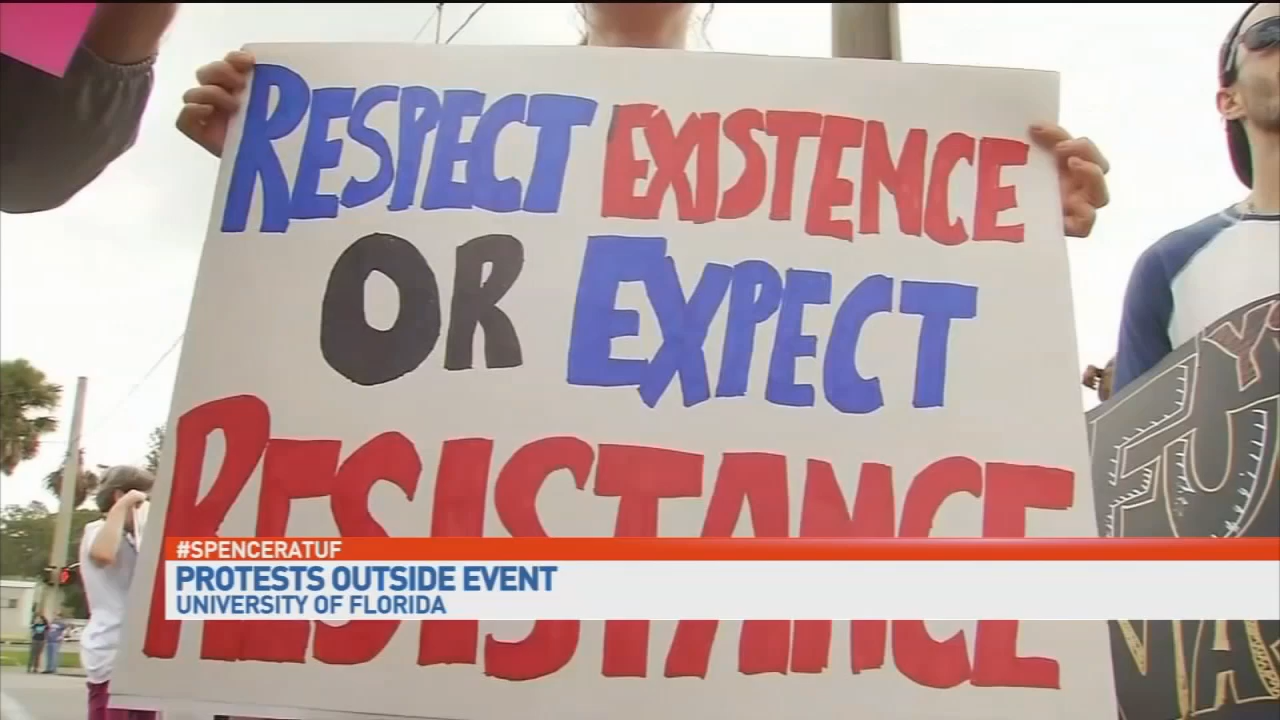 RESPECT EXISTENCE
OR EXPECT
RESISTANCE
#SPENCERATUF
PROTESTS OUTSIDE EVENT
UNIVERSITY OF FLORIDA